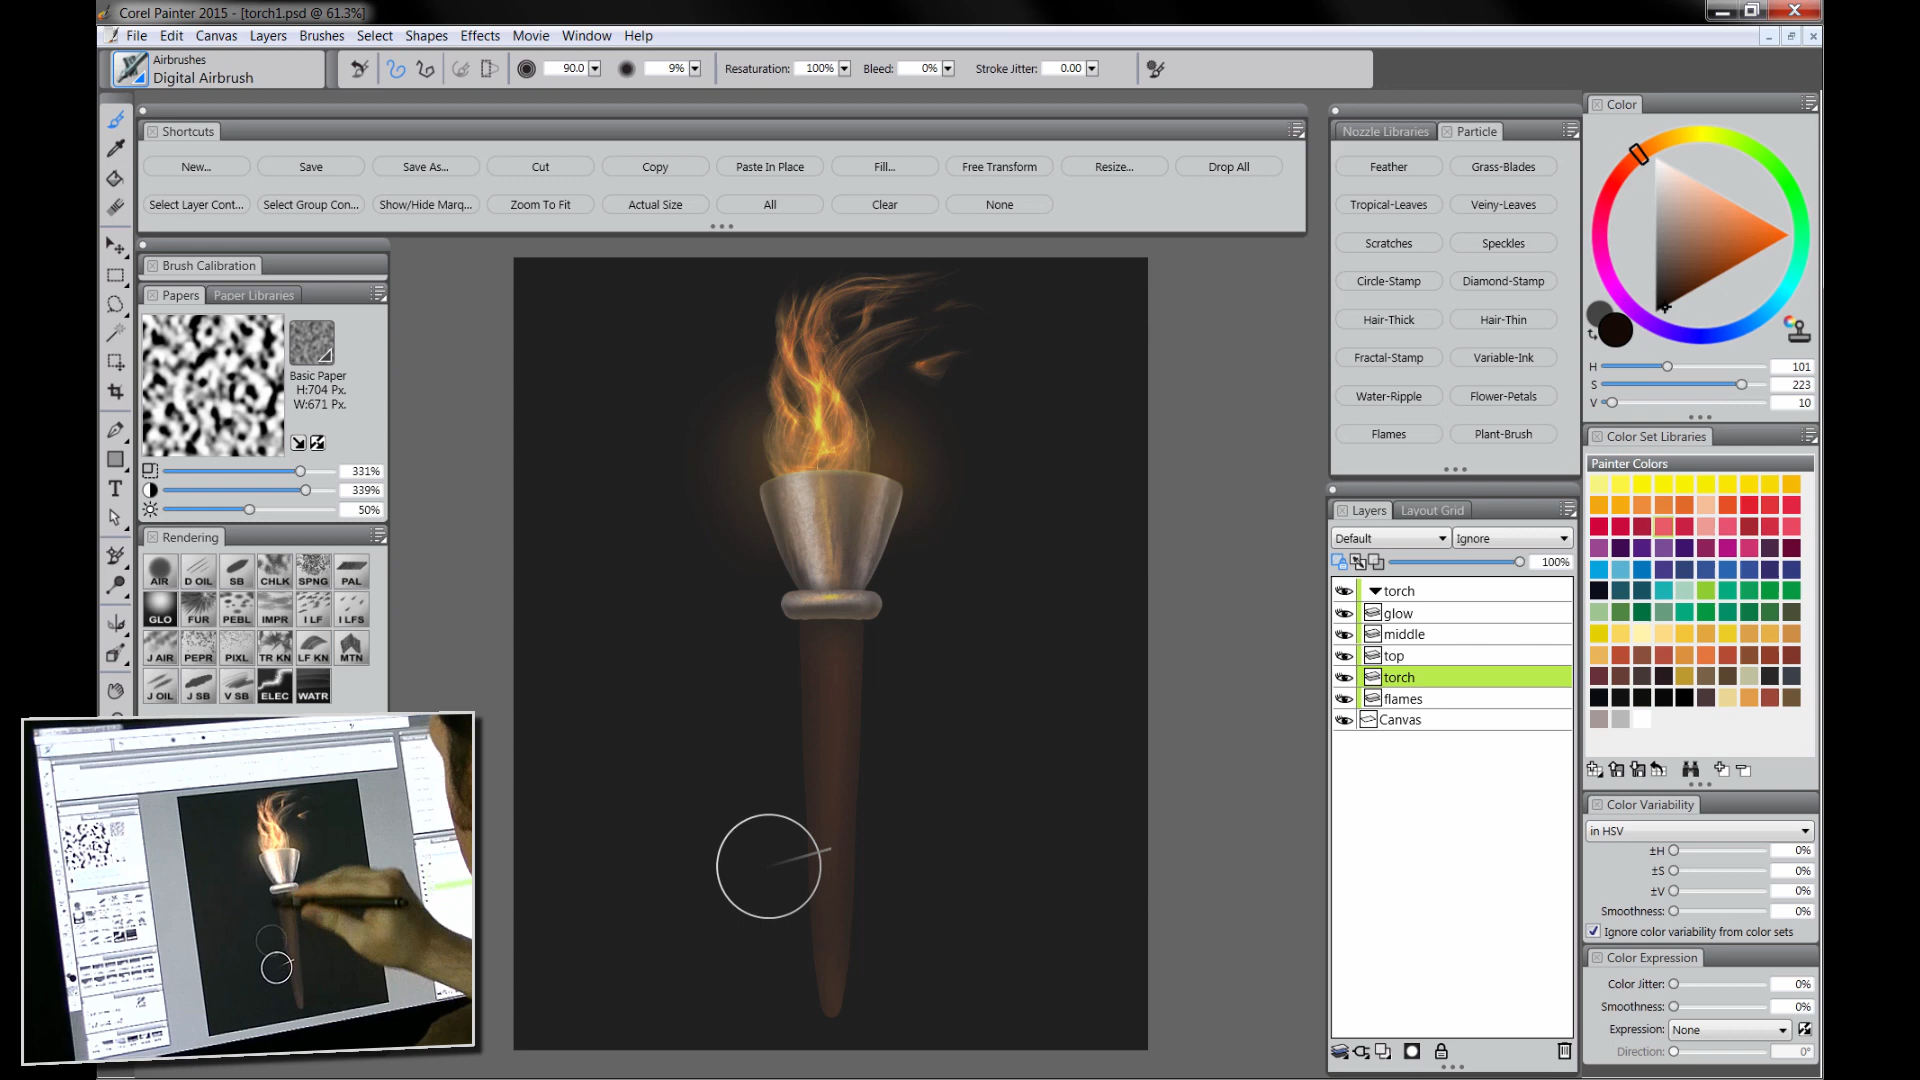 Corel Painter 2015 - [torch1.psd @ 61.3%]
File Edit Canvas Layers Brushes Select Shapes Effects Movie Window Help
Airbrushes
Digital Airbrush
90.0 9% Resaturation: 100% Bleed: 0% Stroke Jitter: 0.00
Shortcuts
New... Save Save As... Cut Copy Paste In Place Fill... Free Transform Resize... Drop All
Select Layer Cont... Select Group Con... Show/Hide Marq... Zoom To Fit Actual Size All Clear None
Brush Calibration
Papers Paper Libraries
Basic Paper
H:704 Px.
W:671 Px.
331%
339%
50%
Rendering
AIR D OIL SB CHLK SPNG PAL
GLO FUR PEBL IMPR I LF I LFS
J AIR PEPR PIXL TR KN LF KN MTN
J OIL J SB V SB ELEC WATR
Nozzle Libraries Particle
Feather Grass-Blades
Tropical-Leaves Veiny-Leaves
Scratches Speckles
Circle-Stamp Diamond-Stamp
Hair-Thick Hair-Thin
Fractal-Stamp Variable-Ink
Water-Ripple Flower-Petals
Flames Plant-Brush
Layers Layout Grid
Default Ignore
100%
torch
glow
middle
top
torch
flames
Canvas
Color
H 101
S 223
V 10
Color Set Libraries
Painter Colors
Color Variability
in HSV
±H 0%
±S 0%
±V 0%
Smoothness: 0%
Ignore color variability from color sets
Color Expression
Color Jitter: 0%
Smoothness: 0%
Expression: None
Direction: 0°